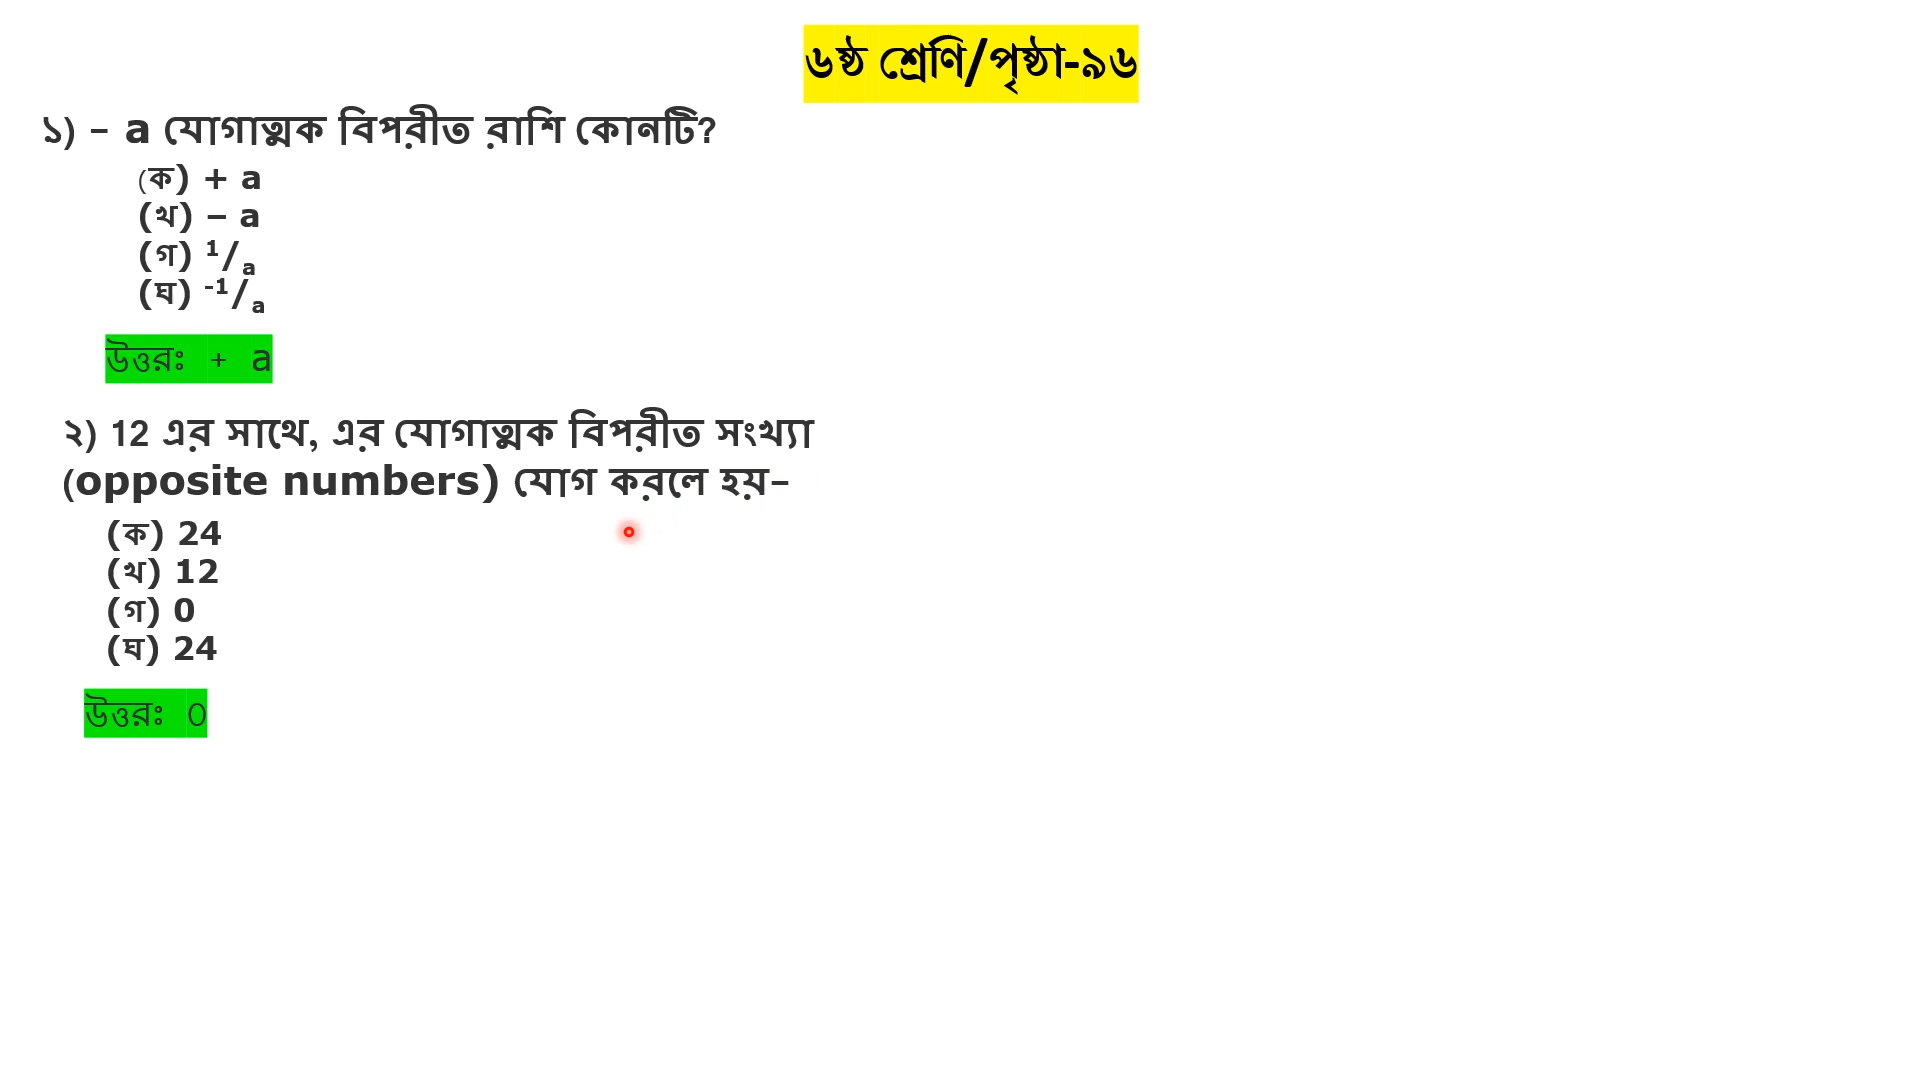 ৬ষ্ঠ শ্রেণি/পৃষ্ঠা-৯৬
১) – a যোগাত্মক বিপরীত রাশি কোনটি?
(ক) + a
(খ) – a
(গ) ¹/ₐ
(ঘ) ⁻¹/ₐ
উত্তরঃ + a
২) 12 এর সাথে, এর যোগাত্মক বিপরীত সংখ্যা
(opposite numbers) যোগ করলে হয়–
(ক) 24
(খ) 12
(গ) 0
(ঘ) 24
উত্তরঃ 0